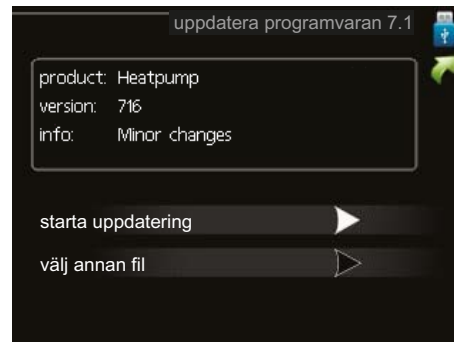 uppdatera programvaran 7.1
product: Heatpump
version: 716
info: Minor changes
starta uppdatering
välj annan fil